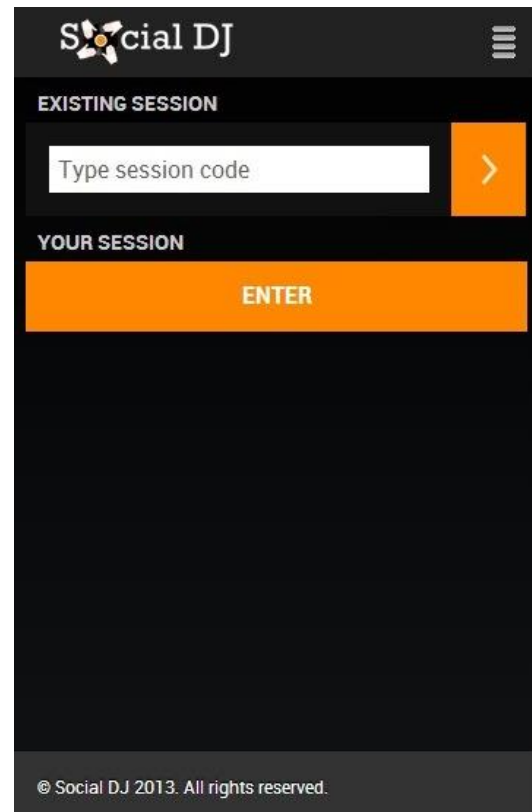 Social DJ
EXISTING SESSION
Type session code
YOUR SESSION
ENTER
© Social DJ 2013. All rights reserved.